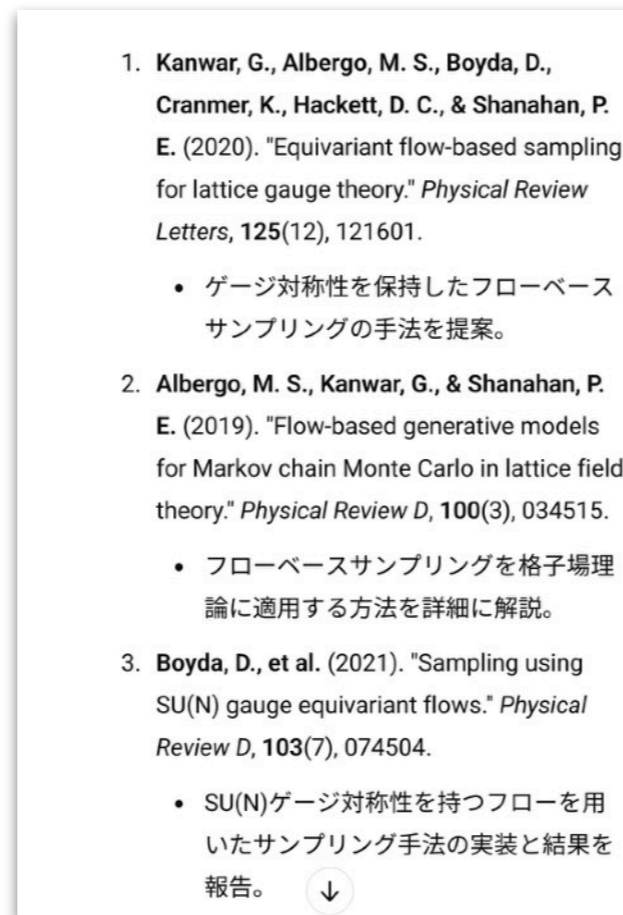 1. Kanwar, G., Albergo, M. S., Boyda, D.,
Cranmer, K., Hackett, D. C., & Shanahan, P.
E. (2020). "Equivariant flow-based sampling
for lattice gauge theory." Physical Review
Letters, 125(12), 121601.
• ゲージ対称性を保持したフローベース
サンプリングの手法を提案。
2. Albergo, M. S., Kanwar, G., & Shanahan, P.
E. (2019). "Flow-based generative models
for Markov chain Monte Carlo in lattice field
theory." Physical Review D, 100(3), 034515.
• フローベースサンプリングを格子場理
論に適用する方法を詳細に解説。
3. Boyda, D., et al. (2021). "Sampling using
SU(N) gauge equivariant flows." Physical
Review D, 103(7), 074504.
• SU(N)ゲージ対称性を持つフローを用
いたサンプリング手法の実装と結果を
報告。